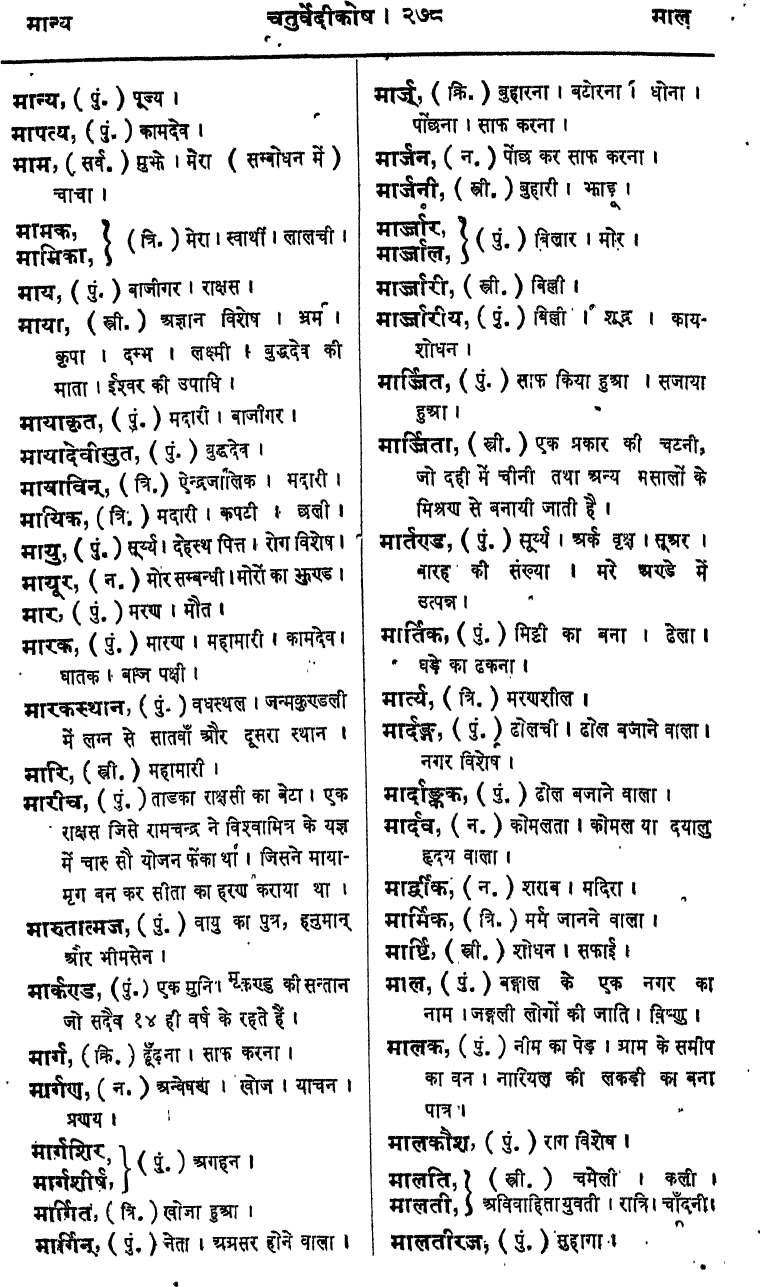 मान्य
चतुर्वेदीकोष । २७८
माल
मान्य, ( पुं. ) पूज्य ।
मापत्य, ( पुं. ) कामदेव ।
माम, ( सर्व. ) मुझे । मेरा ( सम्बोधन में )
चाचा ।
मामक,
मामिका, } ( त्रि. ) मेरा । स्वार्थी । लालची ।
माय, ( पुं. ) बाजीगर । राक्षस ।
माया, ( स्त्री. ) अज्ञान विशेष । भ्रम ।
कृपा । दम्भ । लक्ष्मी । बुद्धदेव की
माता । ईश्वर की उपाधि ।
मायाकृत, ( पुं. ) मदारी । बाजीगर ।
मायादेवीसुत, ( पुं. ) बुद्धदेव ।
मायाविन्, ( त्रि.) ऐन्द्रजालिक । मदारी ।
मायिक, ( त्रि. ) मदारी । कपटी । छली ।
मायु, ( पुं. ) सूर्य्य । देहस्थ पित्त । रोग विशेष ।
मायूर, ( न. ) मोर सम्बन्धी । मोरों का झुण्ड ।
मार, ( पुं. ) मरण । मौत ।
मारक, ( पुं. ) मारण । महामारी । कामदेव ।
घातक । बाज पक्षी ।
मारकस्थान, ( पुं. ) वधस्थल । जन्मकुण्डली
में लग्न से सातवाँ और दूसरा स्थान ।
मारि, ( स्त्री. ) महामारी ।
मारीच, ( पुं. ) ताडका राक्षसी का बेटा । एक
राक्षस जिसे रामचन्द्र ने विश्वामित्र के यज्ञ
में चार सौ योजन फेंका था । जिसने माया-
मृग बन कर सीता का हरण कराया था ।
मारुतात्मज, ( पुं. ) वायु का पुत्र, हनुमान्
और भीमसेन ।
मार्कण्ड, (पुं.) एक मुनि । मृकण्डु की सन्तान
जो सदैव १४ ही वर्ष के रहते हैं ।
मार्ग, ( क्रि. ) ढूँढ़ना । साफ करना ।
मार्गण, ( न. ) अन्वेषण । खोज । याचन ।
प्रणय ।
मार्गशिर,
मार्गशीर्ष, } ( पुं. ) अगहन ।
मार्गित, ( त्रि. ) खोजा हुआ ।
मार्गिन्, ( पुं. ) नेता । अग्रसर होने वाला ।
मार्ज्, ( क्रि. ) बुहारना । बटोरना । धोना ।
पोंछना । साफ करना ।
मार्जन, ( न. ) पोंछ कर साफ करना ।
मार्जनी, ( स्त्री. ) बुहारी । झाड़ू ।
मार्ज्जार,
मार्ज्जाल, } ( पुं. ) बिलार । मोर ।
मार्ज्जारी, ( स्त्री. ) बिल्ली ।
मार्ज्जारीय, ( पुं. ) बिल्ली । शूद्र । काय-
शोधन ।
मार्ज्जित, ( पुं. ) साफ किया हुआ । सजाया
हुआ ।
मार्ज्जिता, ( स्त्री. ) एक प्रकार की चटनी,
जो दही में चीनी तथा अन्य मसालों के
मिश्रण से बनायी जाती है ।
मार्तण्ड, ( पुं. ) सूर्य्य । अर्क वृक्ष । सूअर ।
बारह की संख्या । मरे अण्डे में
उत्पन्न ।
मार्तिक, ( पुं. ) मिट्टी का बना । ढेला ।
घड़े का ढकना ।
मार्त्य, ( त्रि. ) मरणशील ।
मार्दङ्ग, ( पुं. ) ढोलची । ढोल बजाने वाला ।
नगर विशेष ।
मार्दाङ्गक, ( पुं. ) ढोल बजाने वाला ।
मार्दव, ( न. ) कोमलता । कोमल या दयालु
हृदय वाला ।
मार्द्वीक, ( न. ) शराब । मदिरा ।
मार्मिक, ( त्रि. ) मर्म जानने वाला ।
मार्ष्टि, ( स्त्री. ) शोधन । सफाई ।
माल, ( पुं. ) बङ्गाल के एक नगर का
नाम । जङ्गली लोगों की जाति । विष्णु ।
मालक, ( पुं. ) नीम का पेड़ । ग्राम के समीप
का वन । नारियल की लकड़ी का बना
पात्र ।
मालकौश, ( पुं. ) राग विशेष ।
मालति, } ( स्त्री. ) चमेली । कली ।
मालती, } अविवाहिता युवती । रात्रि । चाँदनी ।
मालतीरज, ( पुं. ) सुहागा ।